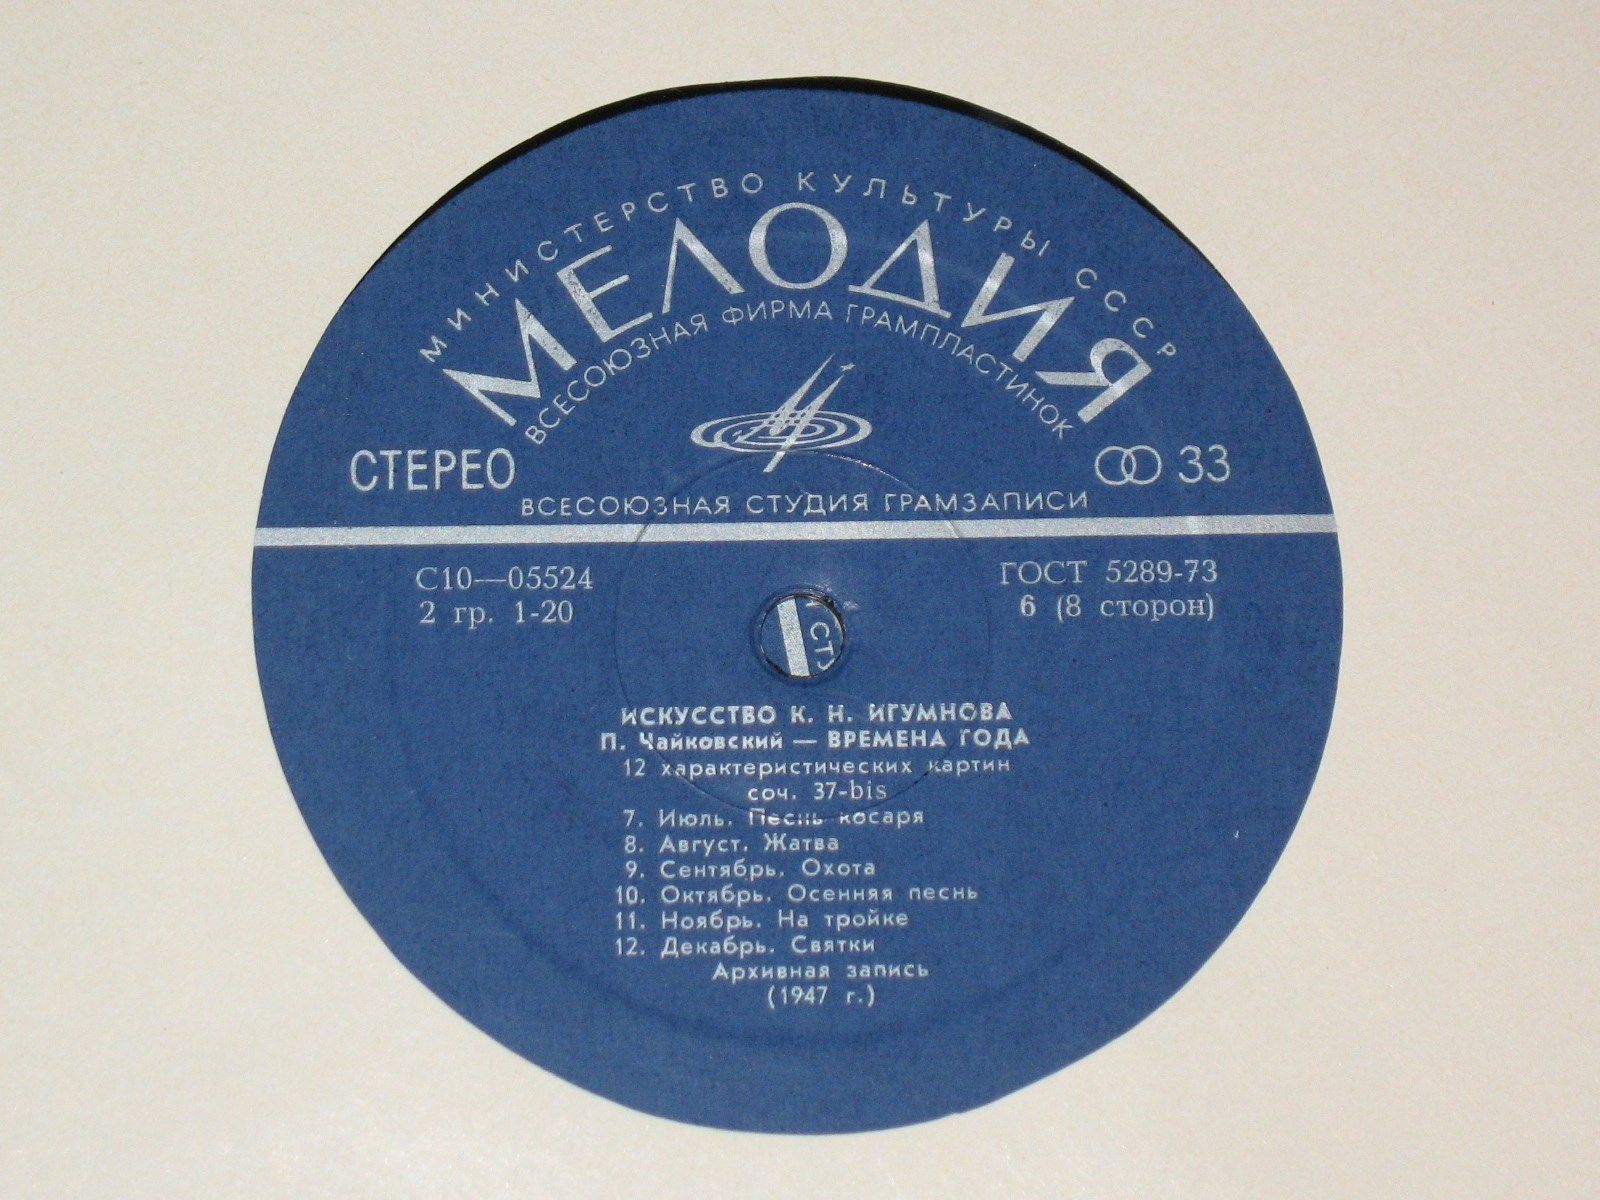 МИНИСТЕРСТВО КУЛЬТУРЫ СССР
МЕЛОДИЯ
ВСЕСОЮЗНАЯ ФИРМА ГРАМПЛАСТИНОК
СТЕРЕО
33
ВСЕСОЮЗНАЯ СТУДИЯ ГРАМЗАПИСИ
С10—05524
ГОСТ 5289-73
2 гр. 1-20
6 (8 сторон)
ИСКУССТВО К. Н. ИГУМНОВА
П. Чайковский — ВРЕМЕНА ГОДА
12 характеристических картин
соч. 37-bis
7. Июль. Песнь косаря
8. Август. Жатва
9. Сентябрь. Охота
10. Октябрь. Осенняя песнь
11. Ноябрь. На тройке
12. Декабрь. Святки
Архивная запись
(1947 г.)